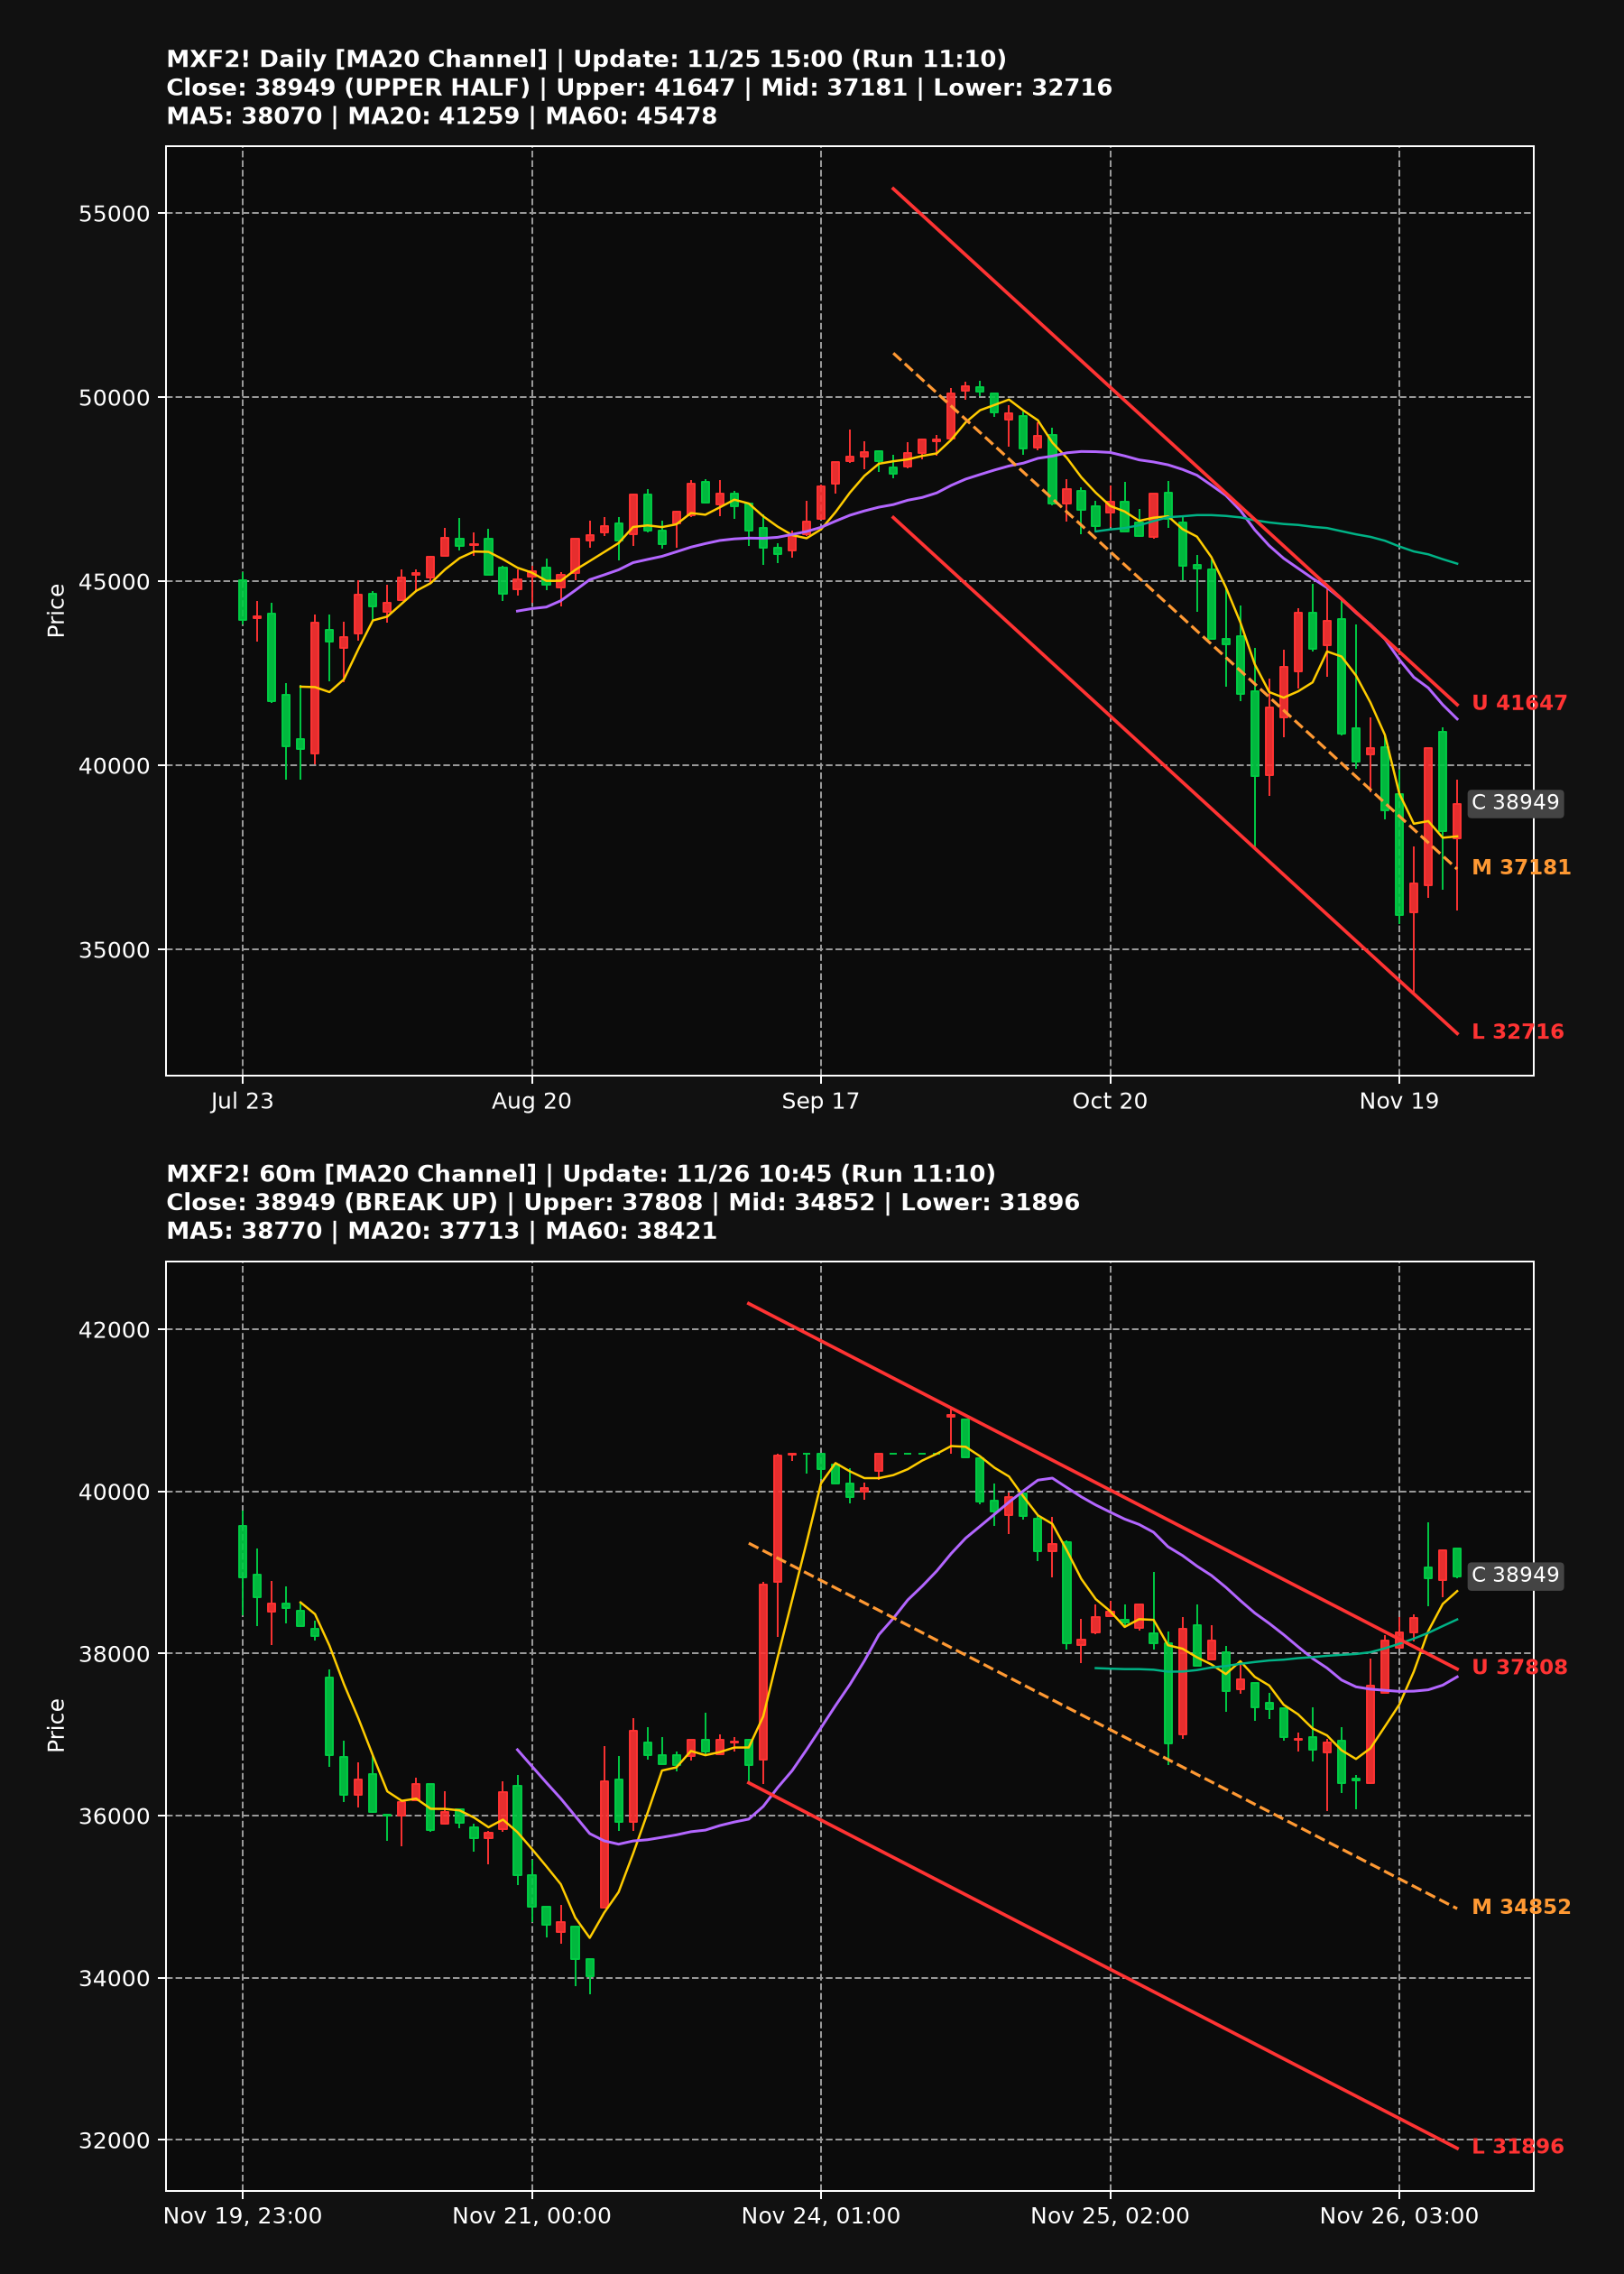 MXF2! Daily [MA20 Channel] | Update: 11/25 15:00 (Run 11:10)
Close: 38949 (UPPER HALF) | Upper: 41647 | Mid: 37181 | Lower: 32716
MA5: 38070 | MA20: 41259 | MA60: 45478
55000
50000
45000
40000
35000
Price
U 41647
C 38949
M 37181
L 32716
Jul 23
Aug 20
Sep 17
Oct 20
Nov 19
MXF2! 60m [MA20 Channel] | Update: 11/26 10:45 (Run 11:10)
Close: 38949 (BREAK UP) | Upper: 37808 | Mid: 34852 | Lower: 31896
MA5: 38770 | MA20: 37713 | MA60: 38421
42000
40000
38000
36000
34000
32000
Price
C 38949
U 37808
M 34852
L 31896
Nov 19, 23:00
Nov 21, 00:00
Nov 24, 01:00
Nov 25, 02:00
Nov 26, 03:00